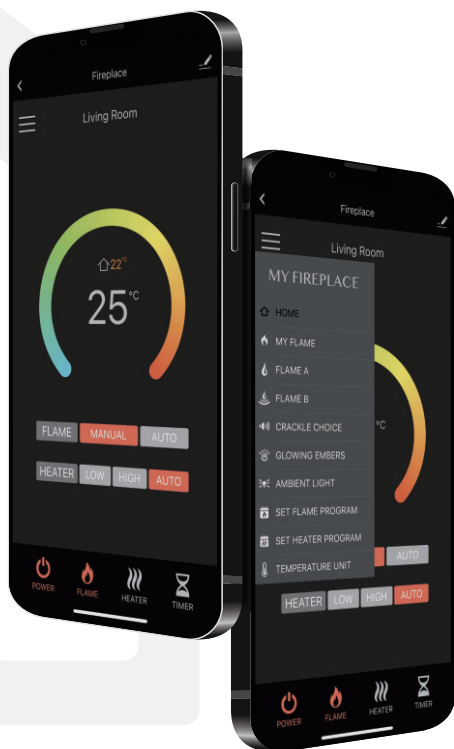 Fireplace
Living Room
22°C
25°C
FLAME MANUAL AUTO
HEATER LOW HIGH AUTO
POWER FLAME HEATER TIMER
Fireplace
Living Room
MY FIREPLACE
HOME
MY FLAME
FLAME A
FLAME B
CRACKLE CHOICE
GLOWING EMBERS
AMBIENT LIGHT
SET FLAME PROGRAM
SET HEATER PROGRAM
TEMPERATURE UNIT
°C
AUTO
HEATER LOW HIGH AUTO
POWER FLAME HEATER TIMER